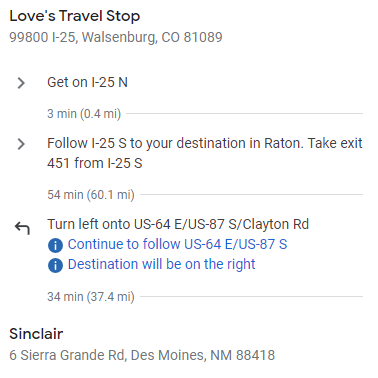 Love's Travel Stop
99800 I-25, Walsenburg, CO 81089
Get on I-25 N
3 min (0.4 mi)
Follow I-25 S to your destination in Raton. Take exit
451 from I-25 S
54 min (60.1 mi)
Turn left onto US-64 E/US-87 S/Clayton Rd
Continue to follow US-64 E/US-87 S
Destination will be on the right
34 min (37.4 mi)
Sinclair
6 Sierra Grande Rd, Des Moines, NM 88418